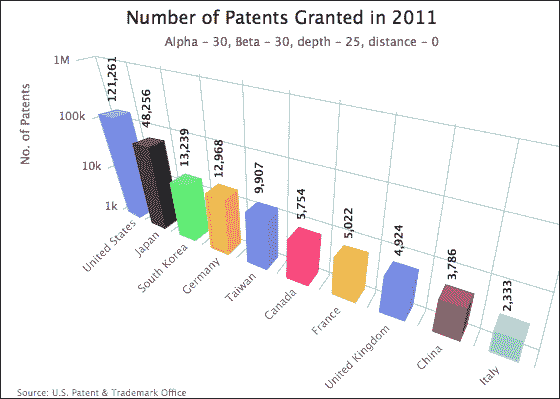 Number of Patents Granted in 2011
Alpha - 30, Beta - 30, depth - 25, distance - 0
No. of Patents
1M
100k
10k
1k
121,261
48,256
13,239
12,968
9,907
5,754
5,022
4,924
3,786
2,333
United States
Japan
South Korea
Germany
Taiwan
Canada
France
United Kingdom
China
Italy
Source: U.S. Patent & Trademark Office